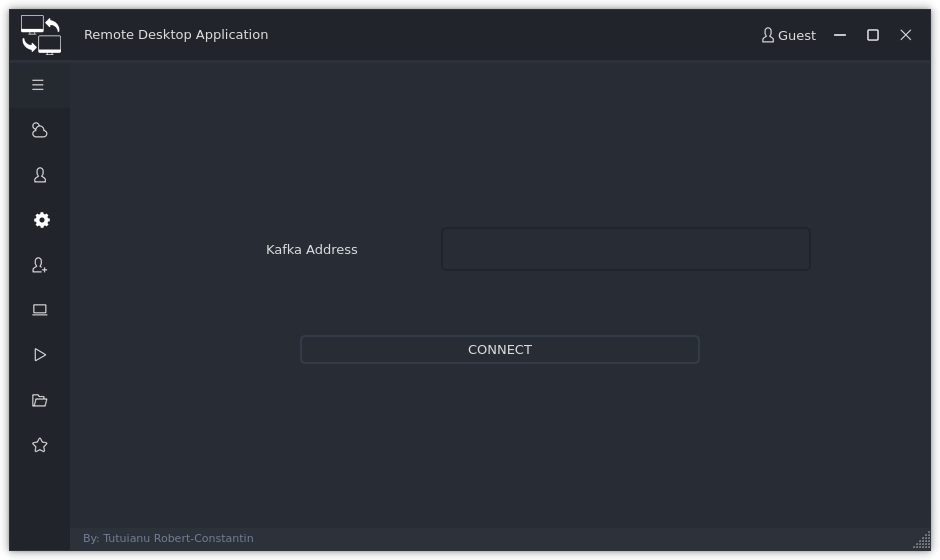 Remote Desktop Application
Guest
Kafka Address
CONNECT
By: Tutuianu Robert-Constantin